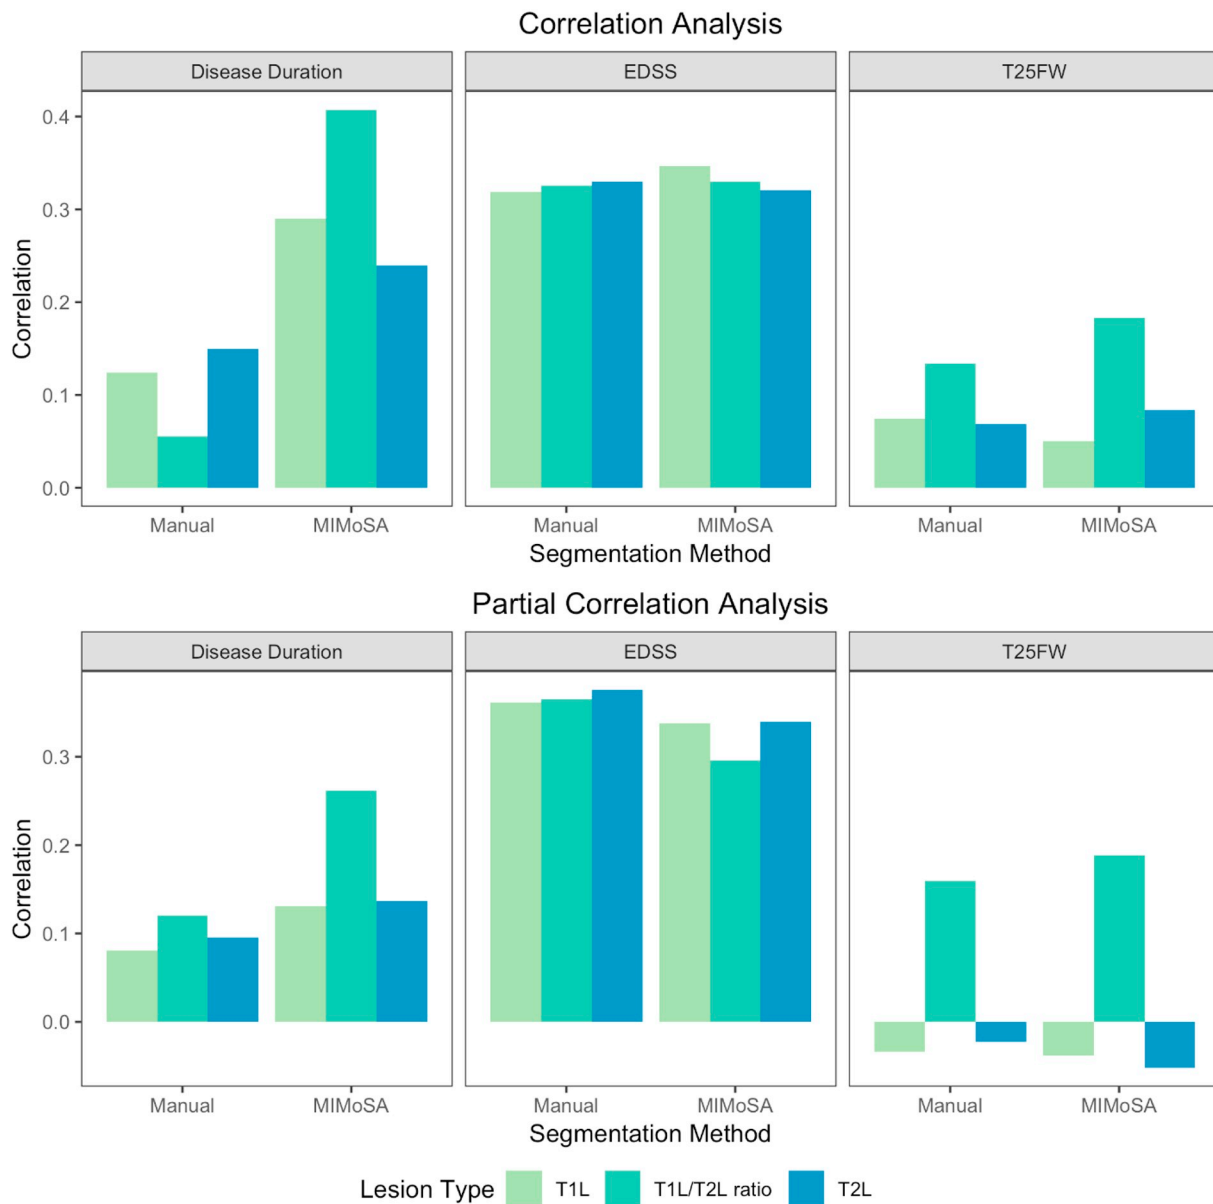 Correlation Analysis
Disease Duration EDSS T25FW
0.4
0.3
0.2
0.1
0.0
Correlation
Manual MIMoSA Manual MIMoSA Manual MIMoSA
Segmentation Method
Partial Correlation Analysis
Disease Duration EDSS T25FW
0.3
0.2
0.1
0.0
Correlation
Manual MIMoSA Manual MIMoSA Manual MIMoSA
Segmentation Method
Lesion Type T1L T1L/T2L ratio T2L